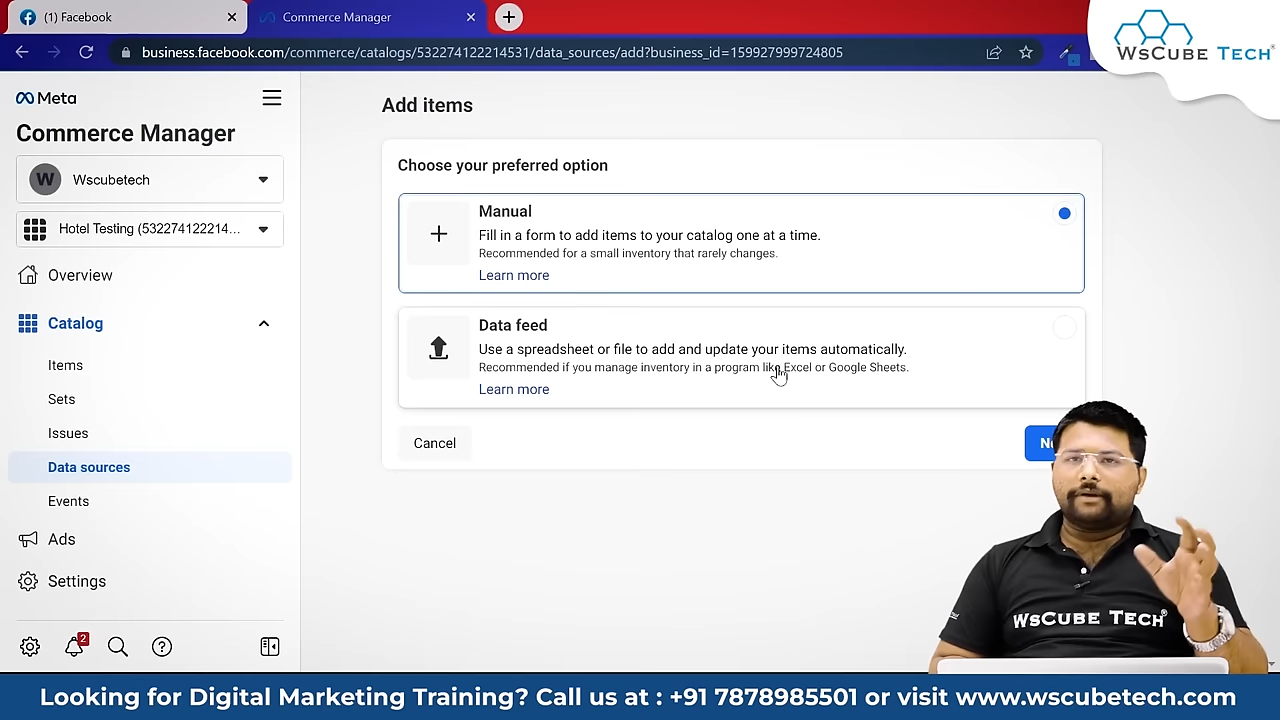 (1) Facebook
Commerce Manager
business.facebook.com/commerce/catalogs/532274122214531/data_sources/add?business_id=159927999724805
WSCUBE TECH
Meta
Commerce Manager
W Wscubetech
Hotel Testing (53227412214...
Overview
Catalog
Items
Sets
Issues
Data sources
Events
Ads
Settings
2
Add items
Choose your preferred option
Manual
Fill in a form to add items to your catalog one at a time.
Recommended for a small inventory that rarely changes.
Learn more
Data feed
Use a spreadsheet or file to add and update your items automatically.
Recommended if you manage inventory in a program like Excel or Google Sheets.
Learn more
Cancel
WSCUBE TECH
Looking for Digital Marketing Training? Call us at : +91 7878985501 or visit www.wscubetech.com